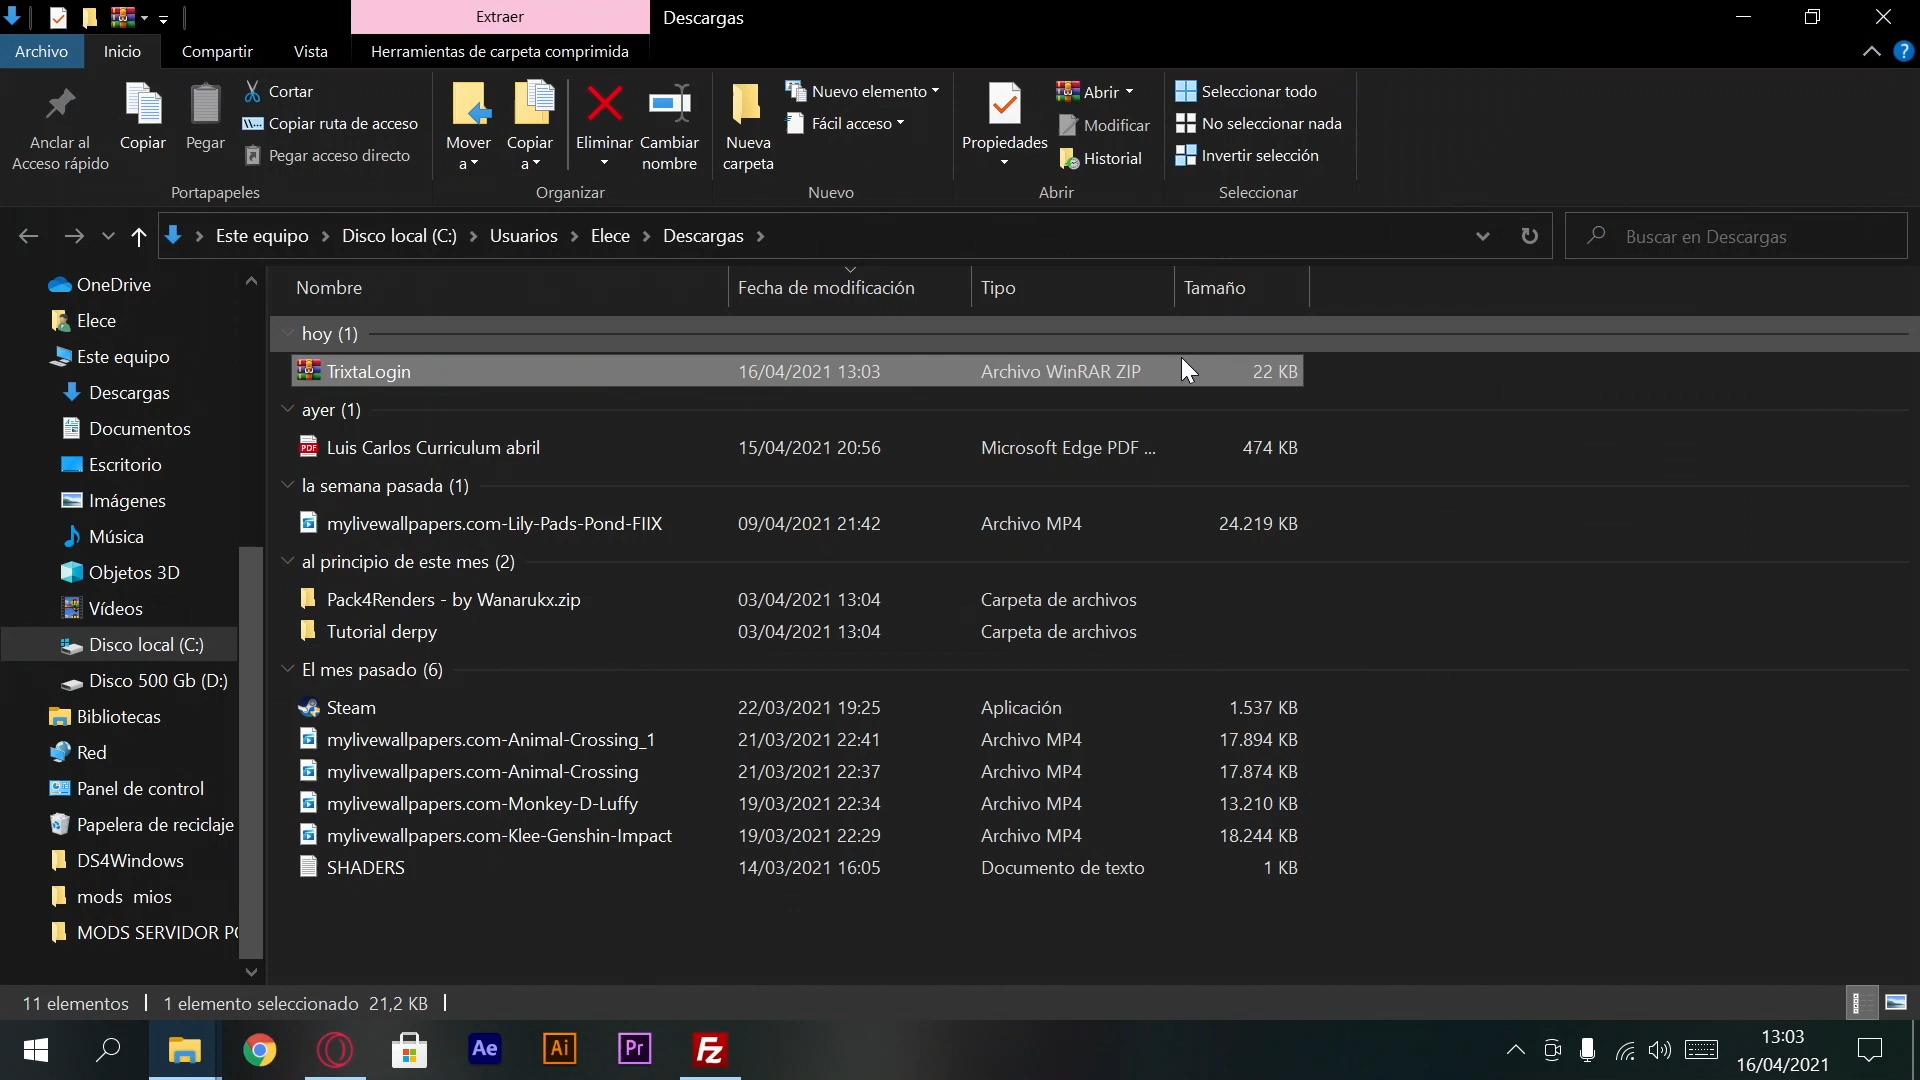 Extraer
Descargas
Archivo
Inicio
Compartir
Vista
Herramientas de carpeta comprimida
?
Anclar al
Acceso rápido
Copiar
Pegar
Cortar
Copiar ruta de acceso
Pegar acceso directo
Portapapeles
Mover
a
Copiar
a
Eliminar
Cambiar
nombre
Organizar
Nueva
carpeta
Nuevo elemento
Fácil acceso
Nuevo
Propiedades
Abrir
Modificar
Historial
Abrir
Seleccionar todo
No seleccionar nada
Invertir selección
Seleccionar
Este equipo > Disco local (C:) > Usuarios > Elece > Descargas >
Buscar en Descargas
OneDrive
Elece
Este equipo
Descargas
Documentos
Escritorio
Imágenes
Música
Objetos 3D
Vídeos
Disco local (C:)
Disco 500 Gb (D:)
Bibliotecas
Red
Panel de control
Papelera de reciclaje
DS4Windows
mods mios
MODS SERVIDOR P
Nombre Fecha de modificación Tipo Tamaño
hoy (1)
TrixtaLogin 16/04/2021 13:03 Archivo WinRAR ZIP 22 KB
ayer (1)
PDF Luis Carlos Curriculum abril 15/04/2021 20:56 Microsoft Edge PDF ... 474 KB
la semana pasada (1)
mylivewallpapers.com-Lily-Pads-Pond-FIIX 09/04/2021 21:42 Archivo MP4 24.219 KB
al principio de este mes (2)
Pack4Renders - by Wanarukx.zip 03/04/2021 13:04 Carpeta de archivos
Tutorial derpy 03/04/2021 13:04 Carpeta de archivos
El mes pasado (6)
Steam 22/03/2021 19:25 Aplicación 1.537 KB
mylivewallpapers.com-Animal-Crossing_1 21/03/2021 22:41 Archivo MP4 17.894 KB
mylivewallpapers.com-Animal-Crossing 21/03/2021 22:37 Archivo MP4 17.874 KB
mylivewallpapers.com-Monkey-D-Luffy 19/03/2021 22:34 Archivo MP4 13.210 KB
mylivewallpapers.com-Klee-Genshin-Impact 19/03/2021 22:29 Archivo MP4 18.244 KB
SHADERS 14/03/2021 16:05 Documento de texto 1 KB
11 elementos
1 elemento seleccionado 21,2 KB
Ae
Ai
Pr
Fz
13:03
16/04/2021